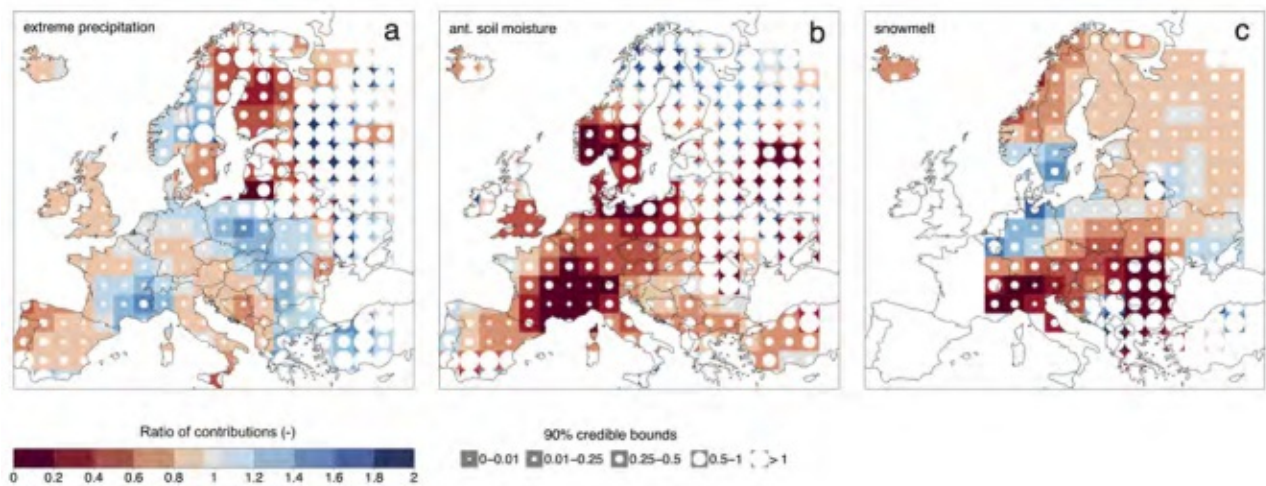 extreme precipitation
a
ant. soil moisture
b
snowmelt
c
Ratio of contributions (-)
0 0.2 0.4 0.6 0.8 1 1.2 1.4 1.6 1.8 2
90% credible bounds
0–0.01 0.01–0.25 0.25–0.5 0.5–1 > 1